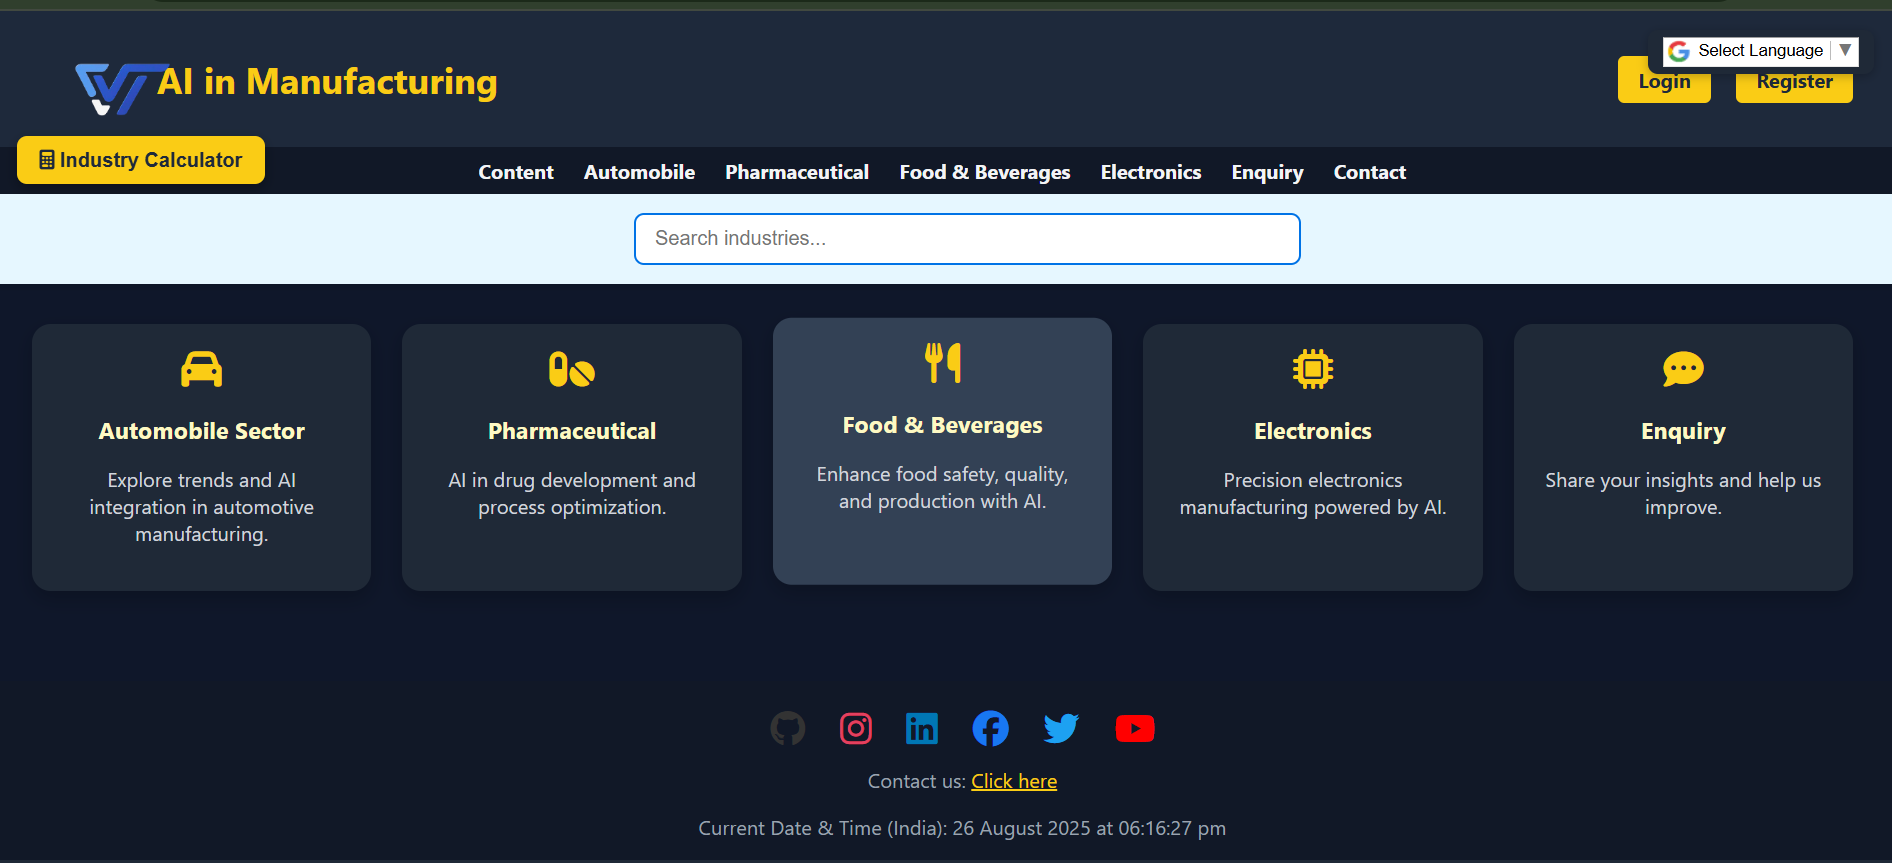 AI in Manufacturing
Select Language ▼
Login
Register
Industry Calculator
Content Automobile Pharmaceutical Food & Beverages Electronics Enquiry Contact
Search industries...
Automobile Sector
Explore trends and AI
integration in automotive
manufacturing.
Pharmaceutical
AI in drug development and
process optimization.
Food & Beverages
Enhance food safety, quality,
and production with AI.
Electronics
Precision electronics
manufacturing powered by AI.
Enquiry
Share your insights and help us
improve.
Contact us: Click here
Current Date & Time (India): 26 August 2025 at 06:16:27 pm